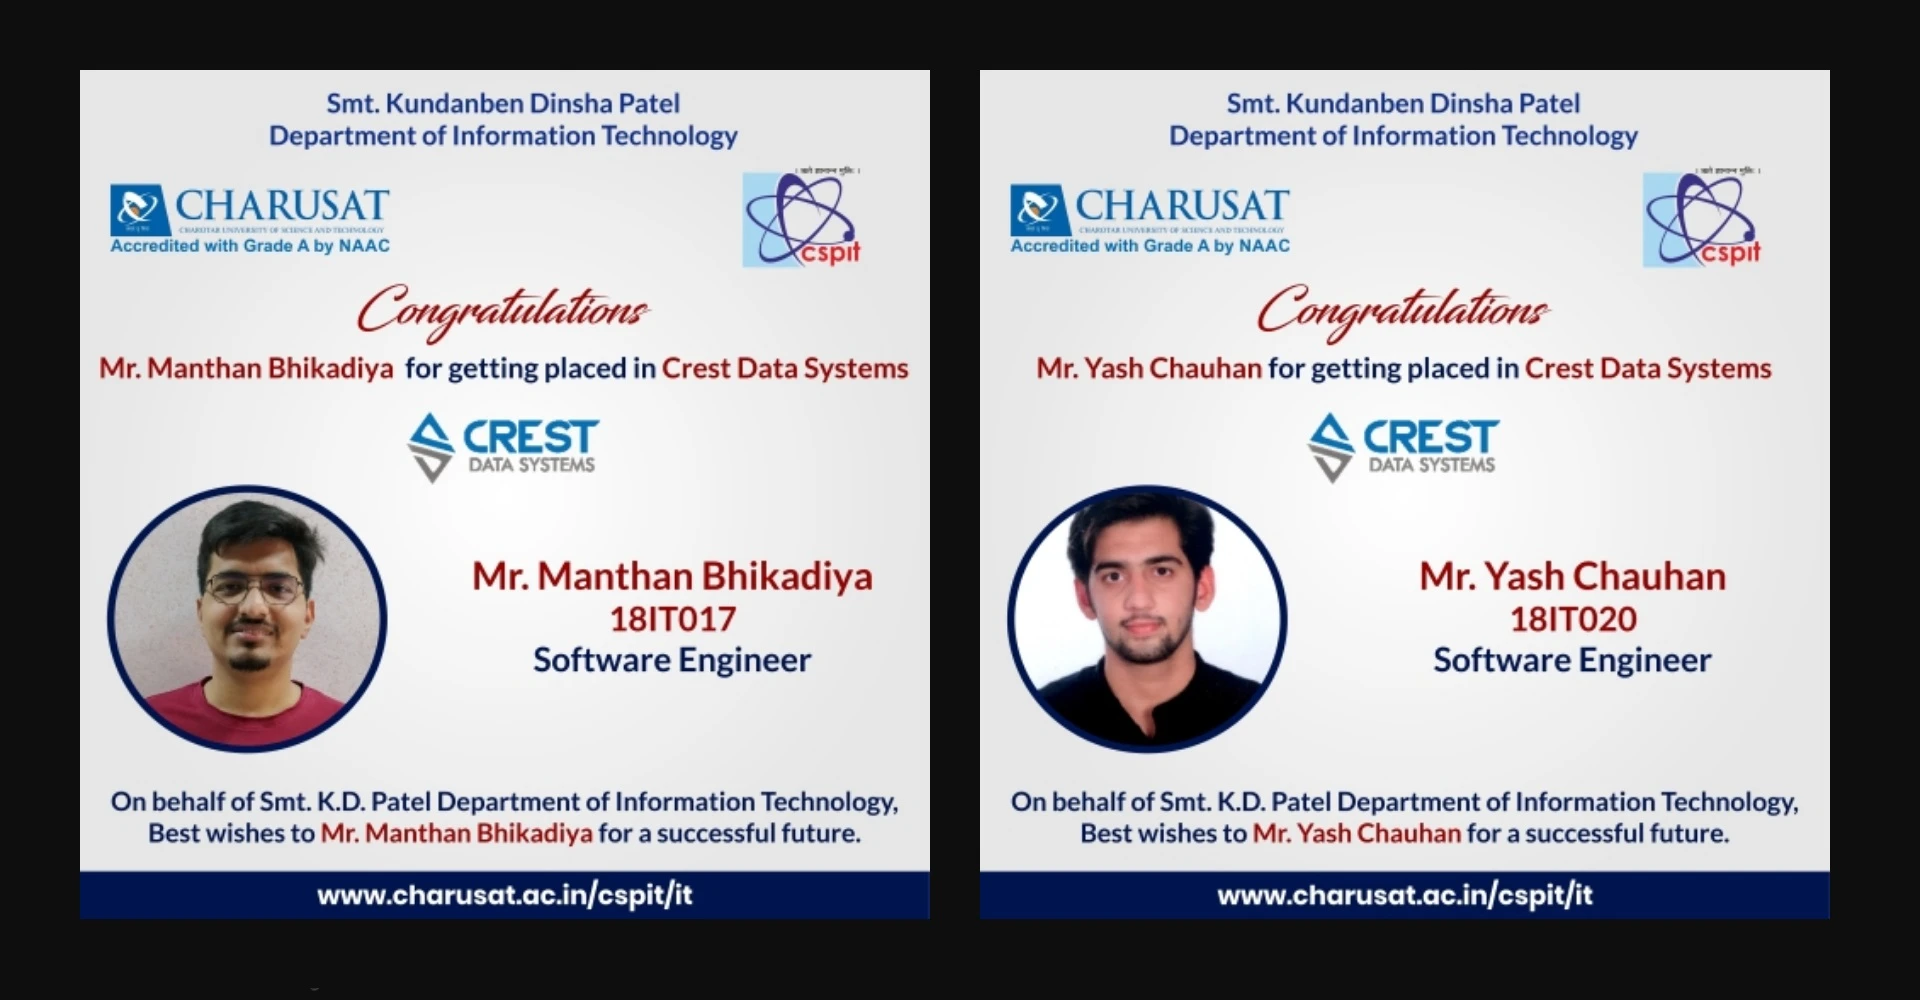 Smt. Kundanben Dinsha Patel
Department of Information Technology
CHARUSAT
CHAROTAR UNIVERSITY OF SCIENCE AND TECHNOLOGY
Accredited with Grade A by NAAC
cspit
Congratulations
Mr. Manthan Bhikadiya for getting placed in Crest Data Systems
CREST
DATA SYSTEMS
Mr. Manthan Bhikadiya
18IT017
Software Engineer
On behalf of Smt. K.D. Patel Department of Information Technology,
Best wishes to Mr. Manthan Bhikadiya for a successful future.
www.charusat.ac.in/cspit/it
Smt. Kundanben Dinsha Patel
Department of Information Technology
CHARUSAT
CHAROTAR UNIVERSITY OF SCIENCE AND TECHNOLOGY
Accredited with Grade A by NAAC
cspit
Congratulations
Mr. Yash Chauhan for getting placed in Crest Data Systems
CREST
DATA SYSTEMS
Mr. Yash Chauhan
18IT020
Software Engineer
On behalf of Smt. K.D. Patel Department of Information Technology,
Best wishes to Mr. Yash Chauhan for a successful future.
www.charusat.ac.in/cspit/it